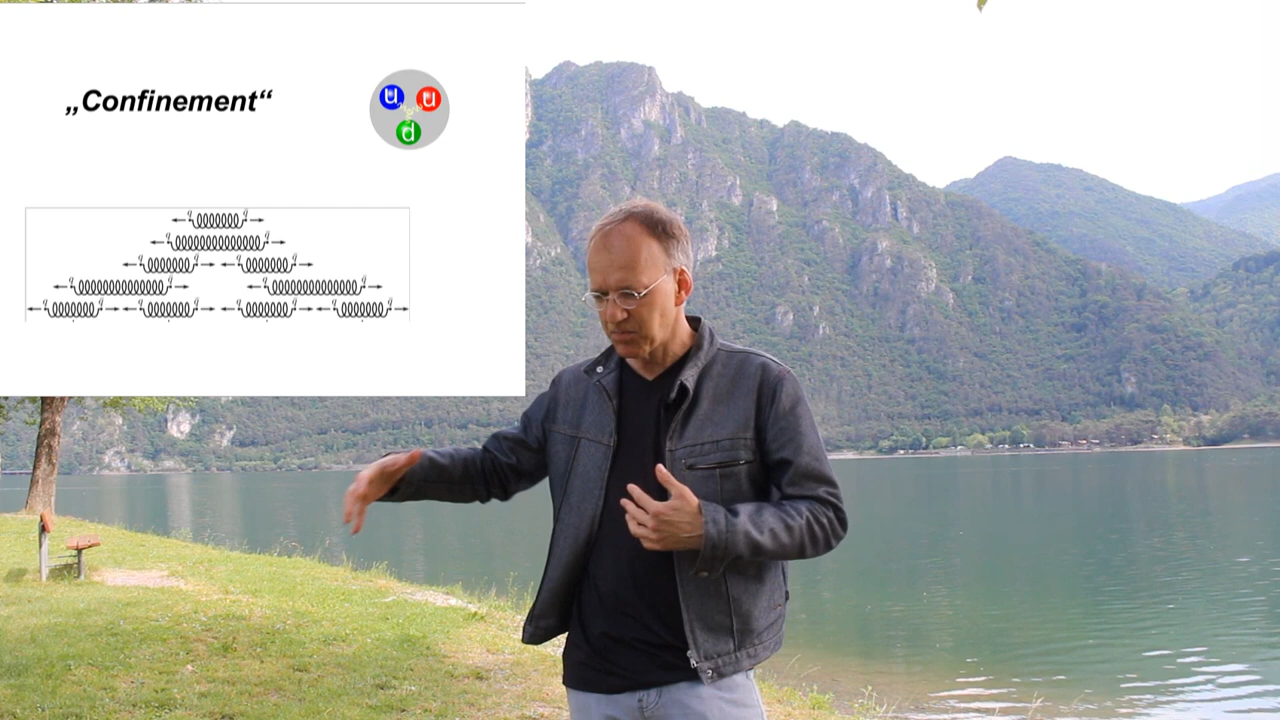 „Confinement“
u u
d
q q
q q
q q q q
q q q q
q q q q q q q q